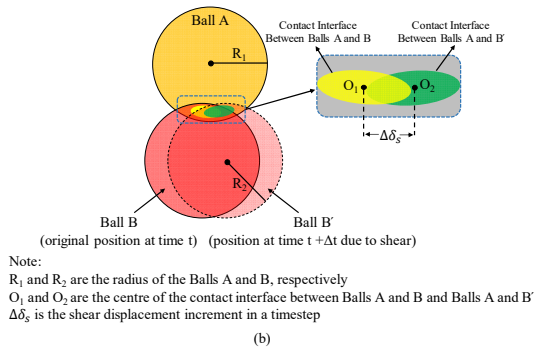 Ball A
Contact Interface
Between Balls A and B
Contact Interface
Between Balls A and B′
R₁
O₁
O₂
Δδₛ
R₂
Ball B
(original position at time t)
Ball B′
(position at time t +Δt due to shear)
Note:
R₁ and R₂ are the radius of the Balls A and B, respectively
O₁ and O₂ are the centre of the contact interface between Balls A and B and Balls A and B′
Δδₛ is the shear displacement increment in a timestep
(b)